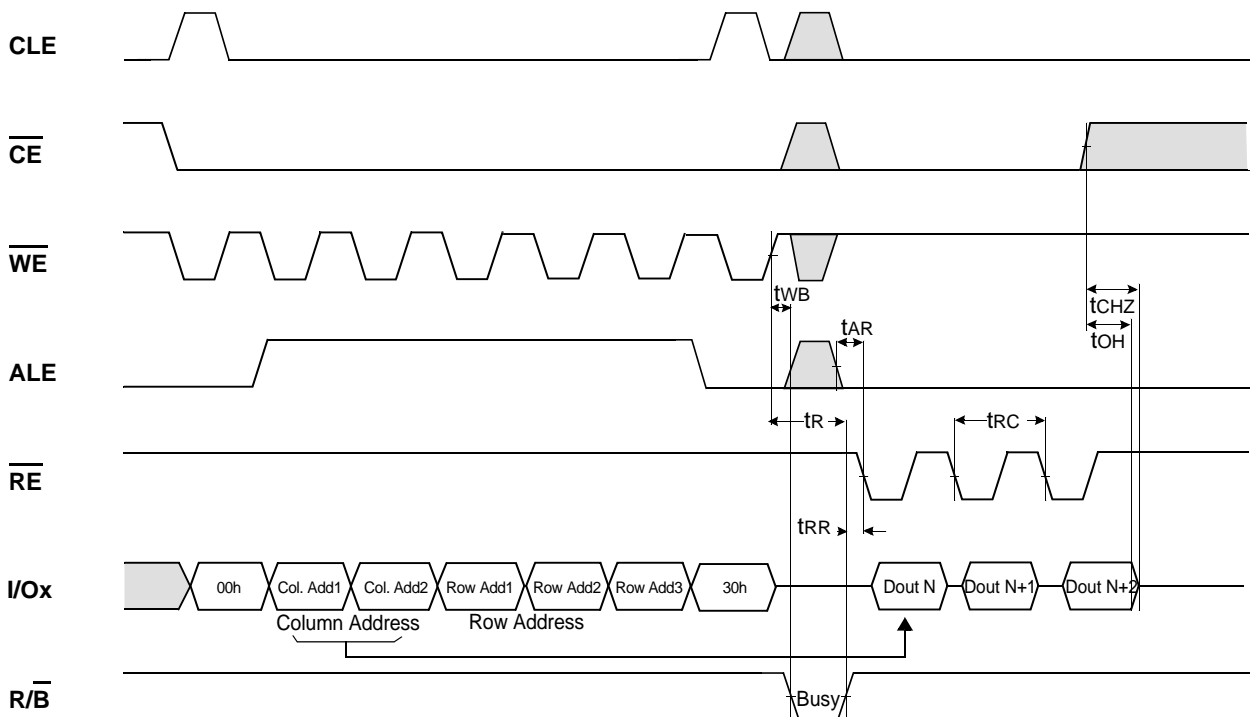 CLE
CE
WE
tWB
tCHZ
tAR
tOH
ALE
tR
tRC
RE
tRR
I/Ox
00h
Col. Add1
Col. Add2
Row Add1
Row Add2
Row Add3
30h
Dout N
Dout N+1
Dout N+2
Column Address
Row Address
R/B
Busy